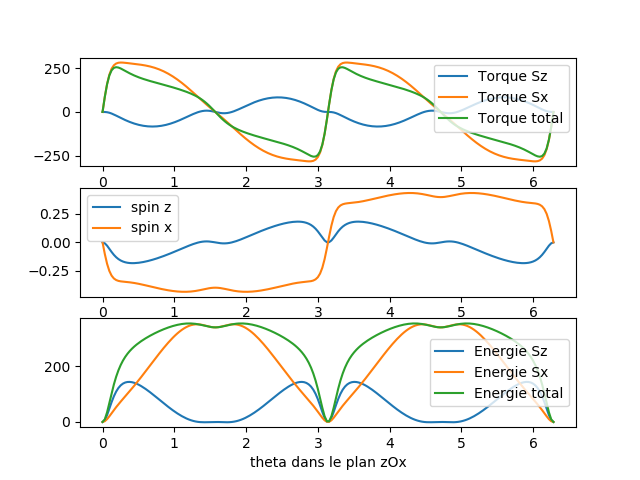 250
0
−250
Torque Sz
Torque Sx
Torque total
0 1 2 3 4 5 6
0.25
0.00
−0.25
spin z
spin x
0 1 2 3 4 5 6
200
0
Energie Sz
Energie Sx
Energie total
0 1 2 3 4 5 6
theta dans le plan zOx